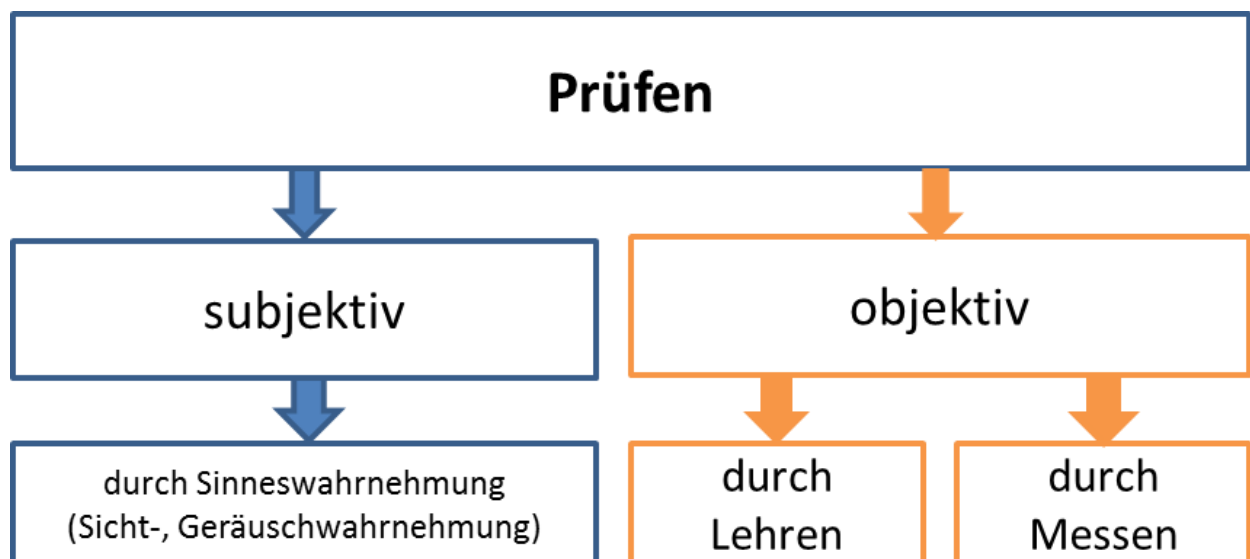 Prüfen
subjektiv
objektiv
durch Sinneswahrnehmung
(Sicht-, Geräuschwahrnehmung)
durch
Lehren
durch
Messen